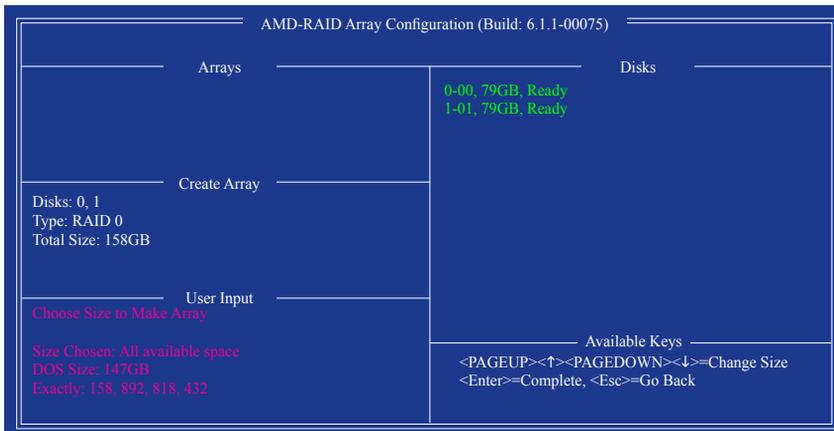 AMD-RAID Array Configuration (Build: 6.1.1-00075)
Arrays
Disks
0-00, 79GB, Ready
1-01, 79GB, Ready
Create Array
Disks: 0, 1
Type: RAID 0
Total Size: 158GB
User Input
Choose Size to Make Array
Size Chosen: All available space
DOS Size: 147GB
Exactly: 158, 892, 818, 432
Available Keys
<PAGEUP><↑><PAGEDOWN><↓>=Change Size
<Enter>=Complete, <Esc>=Go Back